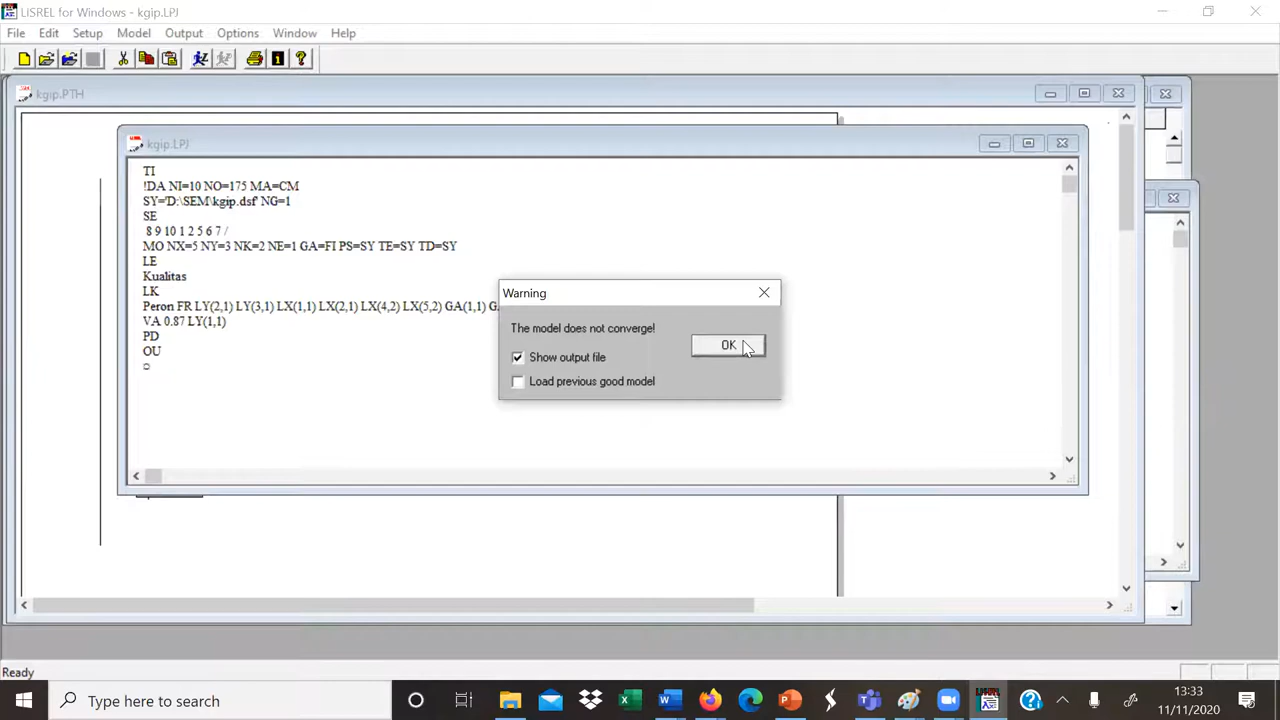 LISREL for Windows - kgip.LPJ
File Edit Setup Model Output Options Window Help
kgip.PTH
kgip.LPJ
TI
!DA NI=10 NO=175 MA=CM
SY='D:\SEM\kgip.dsf' NG=1
SE
8 9 10 1 2 5 6 7 /
MO NX=5 NY=3 NK=2 NE=1 GA=FI PS=SY TE=SY TD=SY
LE
Kualitas
LK
Peron FR LY(2,1) LY(3,1) LX(1,1) LX(2,1) LX(4,2) LX(5,2) GA(1,1) G
VA 0.87 LY(1,1)
PD
OU
Warning
The model does not converge!
OK
Show output file
Load previous good model
Ready
Type here to search
13:33
11/11/2020